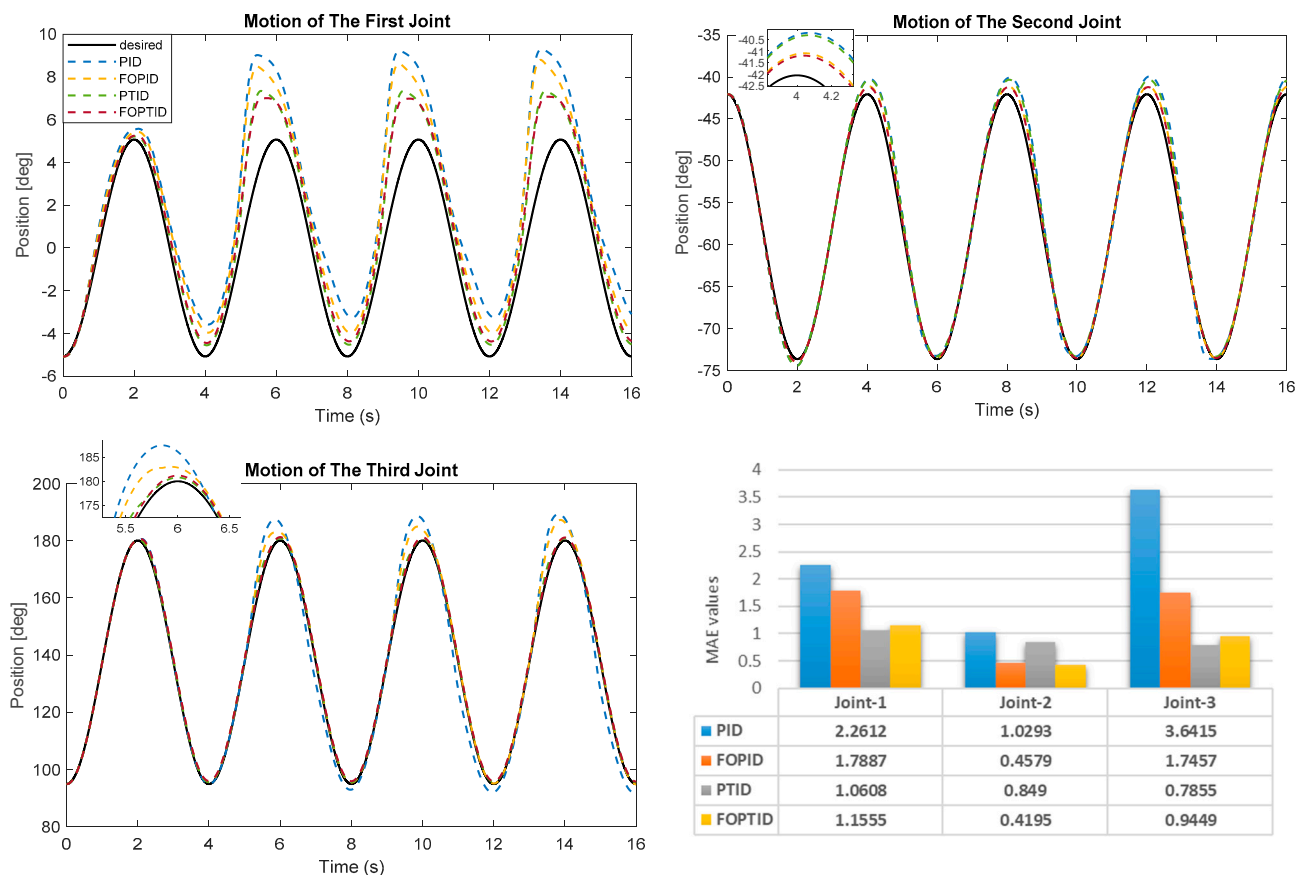 Motion of The First Joint
10
8
6
4
2
0
-2
-4
-6
Position [deg]
desired
PID
FOPID
PTID
FOPTID
0 2 4 6 8 10 12 14 16
Time (s)
Motion of The Second Joint
-35
-40
-45
-50
-55
-60
-65
-70
-75
Position [deg]
-40.5
-41
-41.5
-42
-42.5
4 4.2
0 2 4 6 8 10 12 14 16
Time (s)
Motion of The Third Joint
185
180
175
5.5 6 6.5
200
180
160
140
120
100
80
Position [deg]
0 2 4 6 8 10 12 14 16
Time (s)
4
3.5
3
2.5
2
1.5
1
0.5
0
MAE values
Joint-1 Joint-2 Joint-3
PID 2.2612 1.0293 3.6415
FOPID 1.7887 0.4579 1.7457
PTID 1.0608 0.849 0.7855
FOPTID 1.1555 0.4195 0.9449